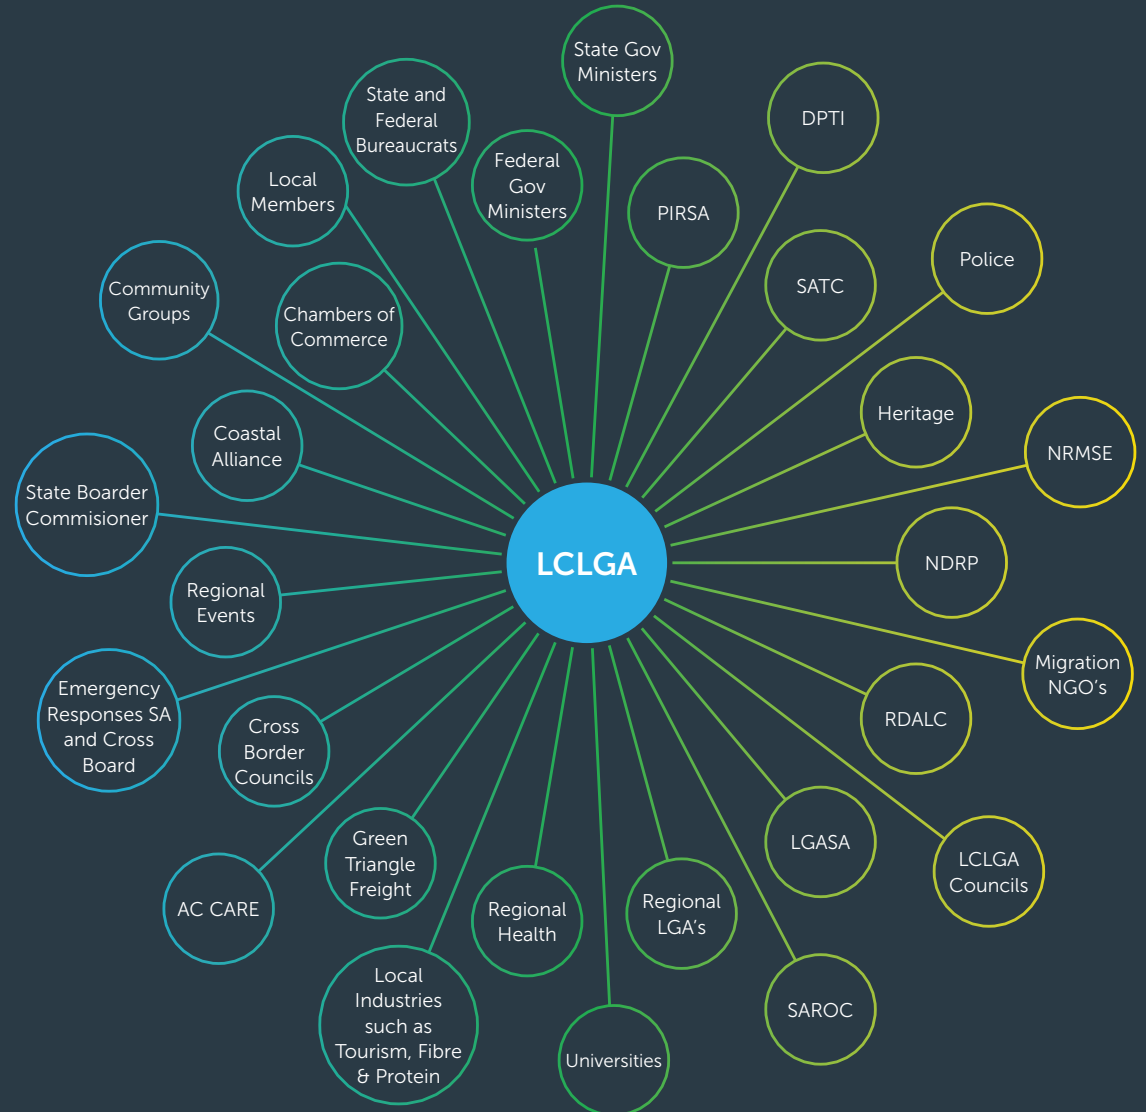 State Gov
Ministers
DPTI
State and
Federal
Bureaucrats
Federal
Gov
Ministers
Local
Members
PIRSA
Police
SATC
Community
Groups
Chambers of
Commerce
Heritage
NRMSE
Coastal
Alliance
State Boarder
Commisioner
LCLGA
NDRP
Regional
Events
Migration
NGO's
Emergency
Responses SA
and Cross
Board
Cross
Border
Councils
RDALC
LGASA
LCLGA
Councils
Green
Triangle
Freight
AC CARE
Regional
Health
Regional
LGA's
SAROC
Local
Industries
such as
Tourism, Fibre
& Protein
Universities